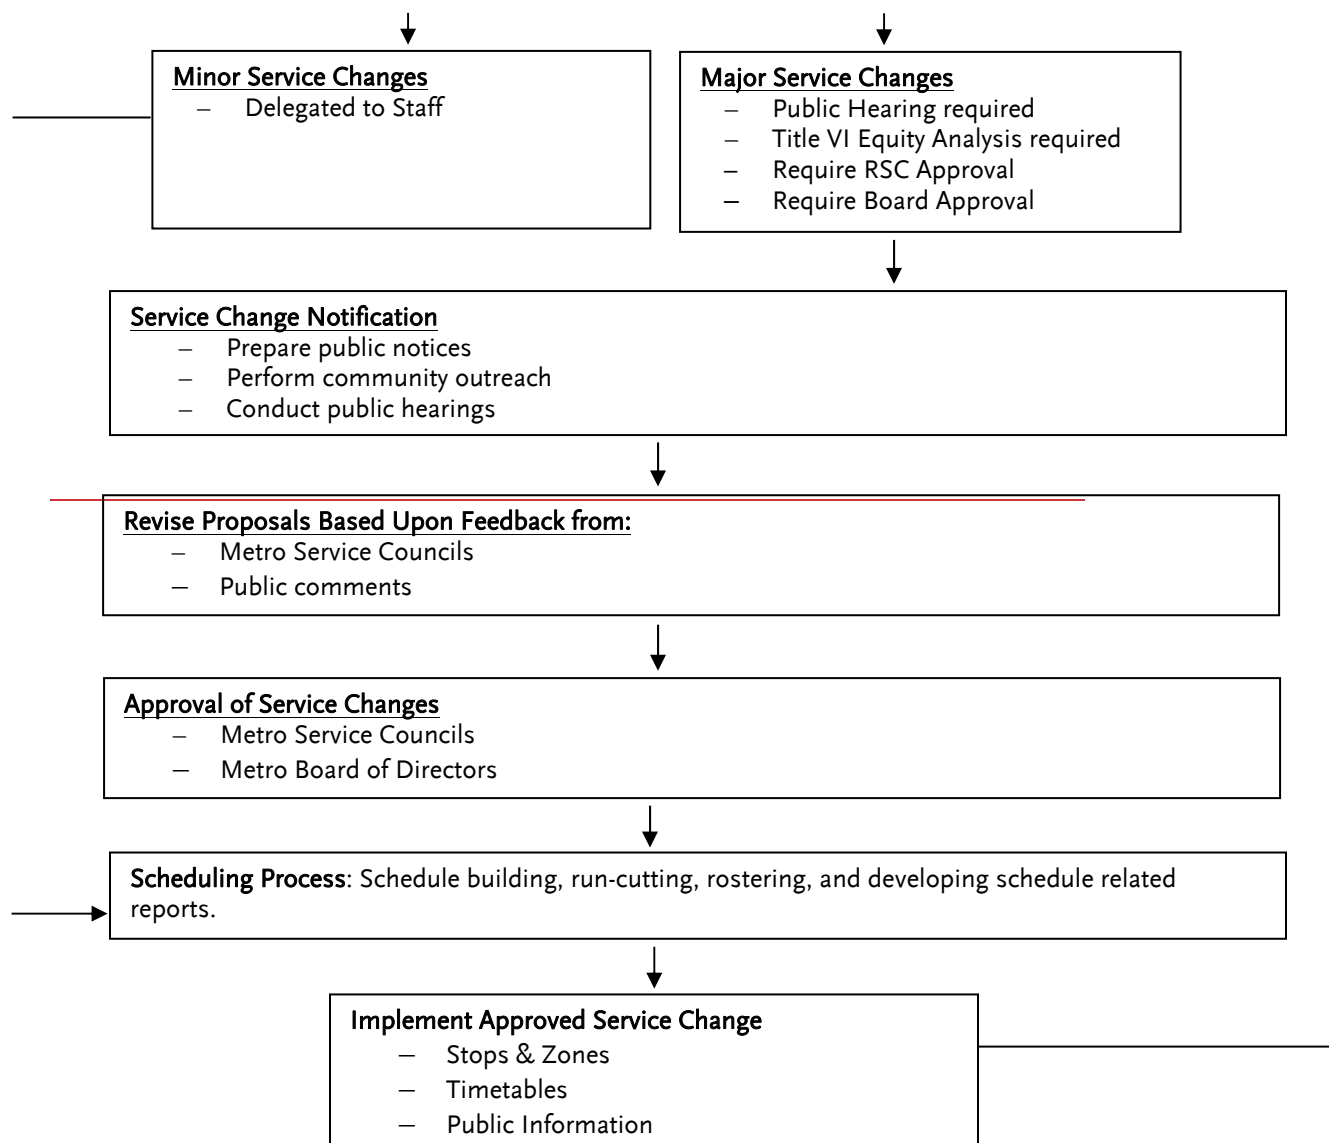 Minor Service Changes
– Delegated to Staff
Major Service Changes
– Public Hearing required
– Title VI Equity Analysis required
– Require RSC Approval
– Require Board Approval
Service Change Notification
– Prepare public notices
– Perform community outreach
– Conduct public hearings
Revise Proposals Based Upon Feedback from:
– Metro Service Councils
– Public comments
Approval of Service Changes
– Metro Service Councils
– Metro Board of Directors
Scheduling Process: Schedule building, run-cutting, rostering, and developing schedule related
reports.
Implement Approved Service Change
– Stops & Zones
– Timetables
– Public Information